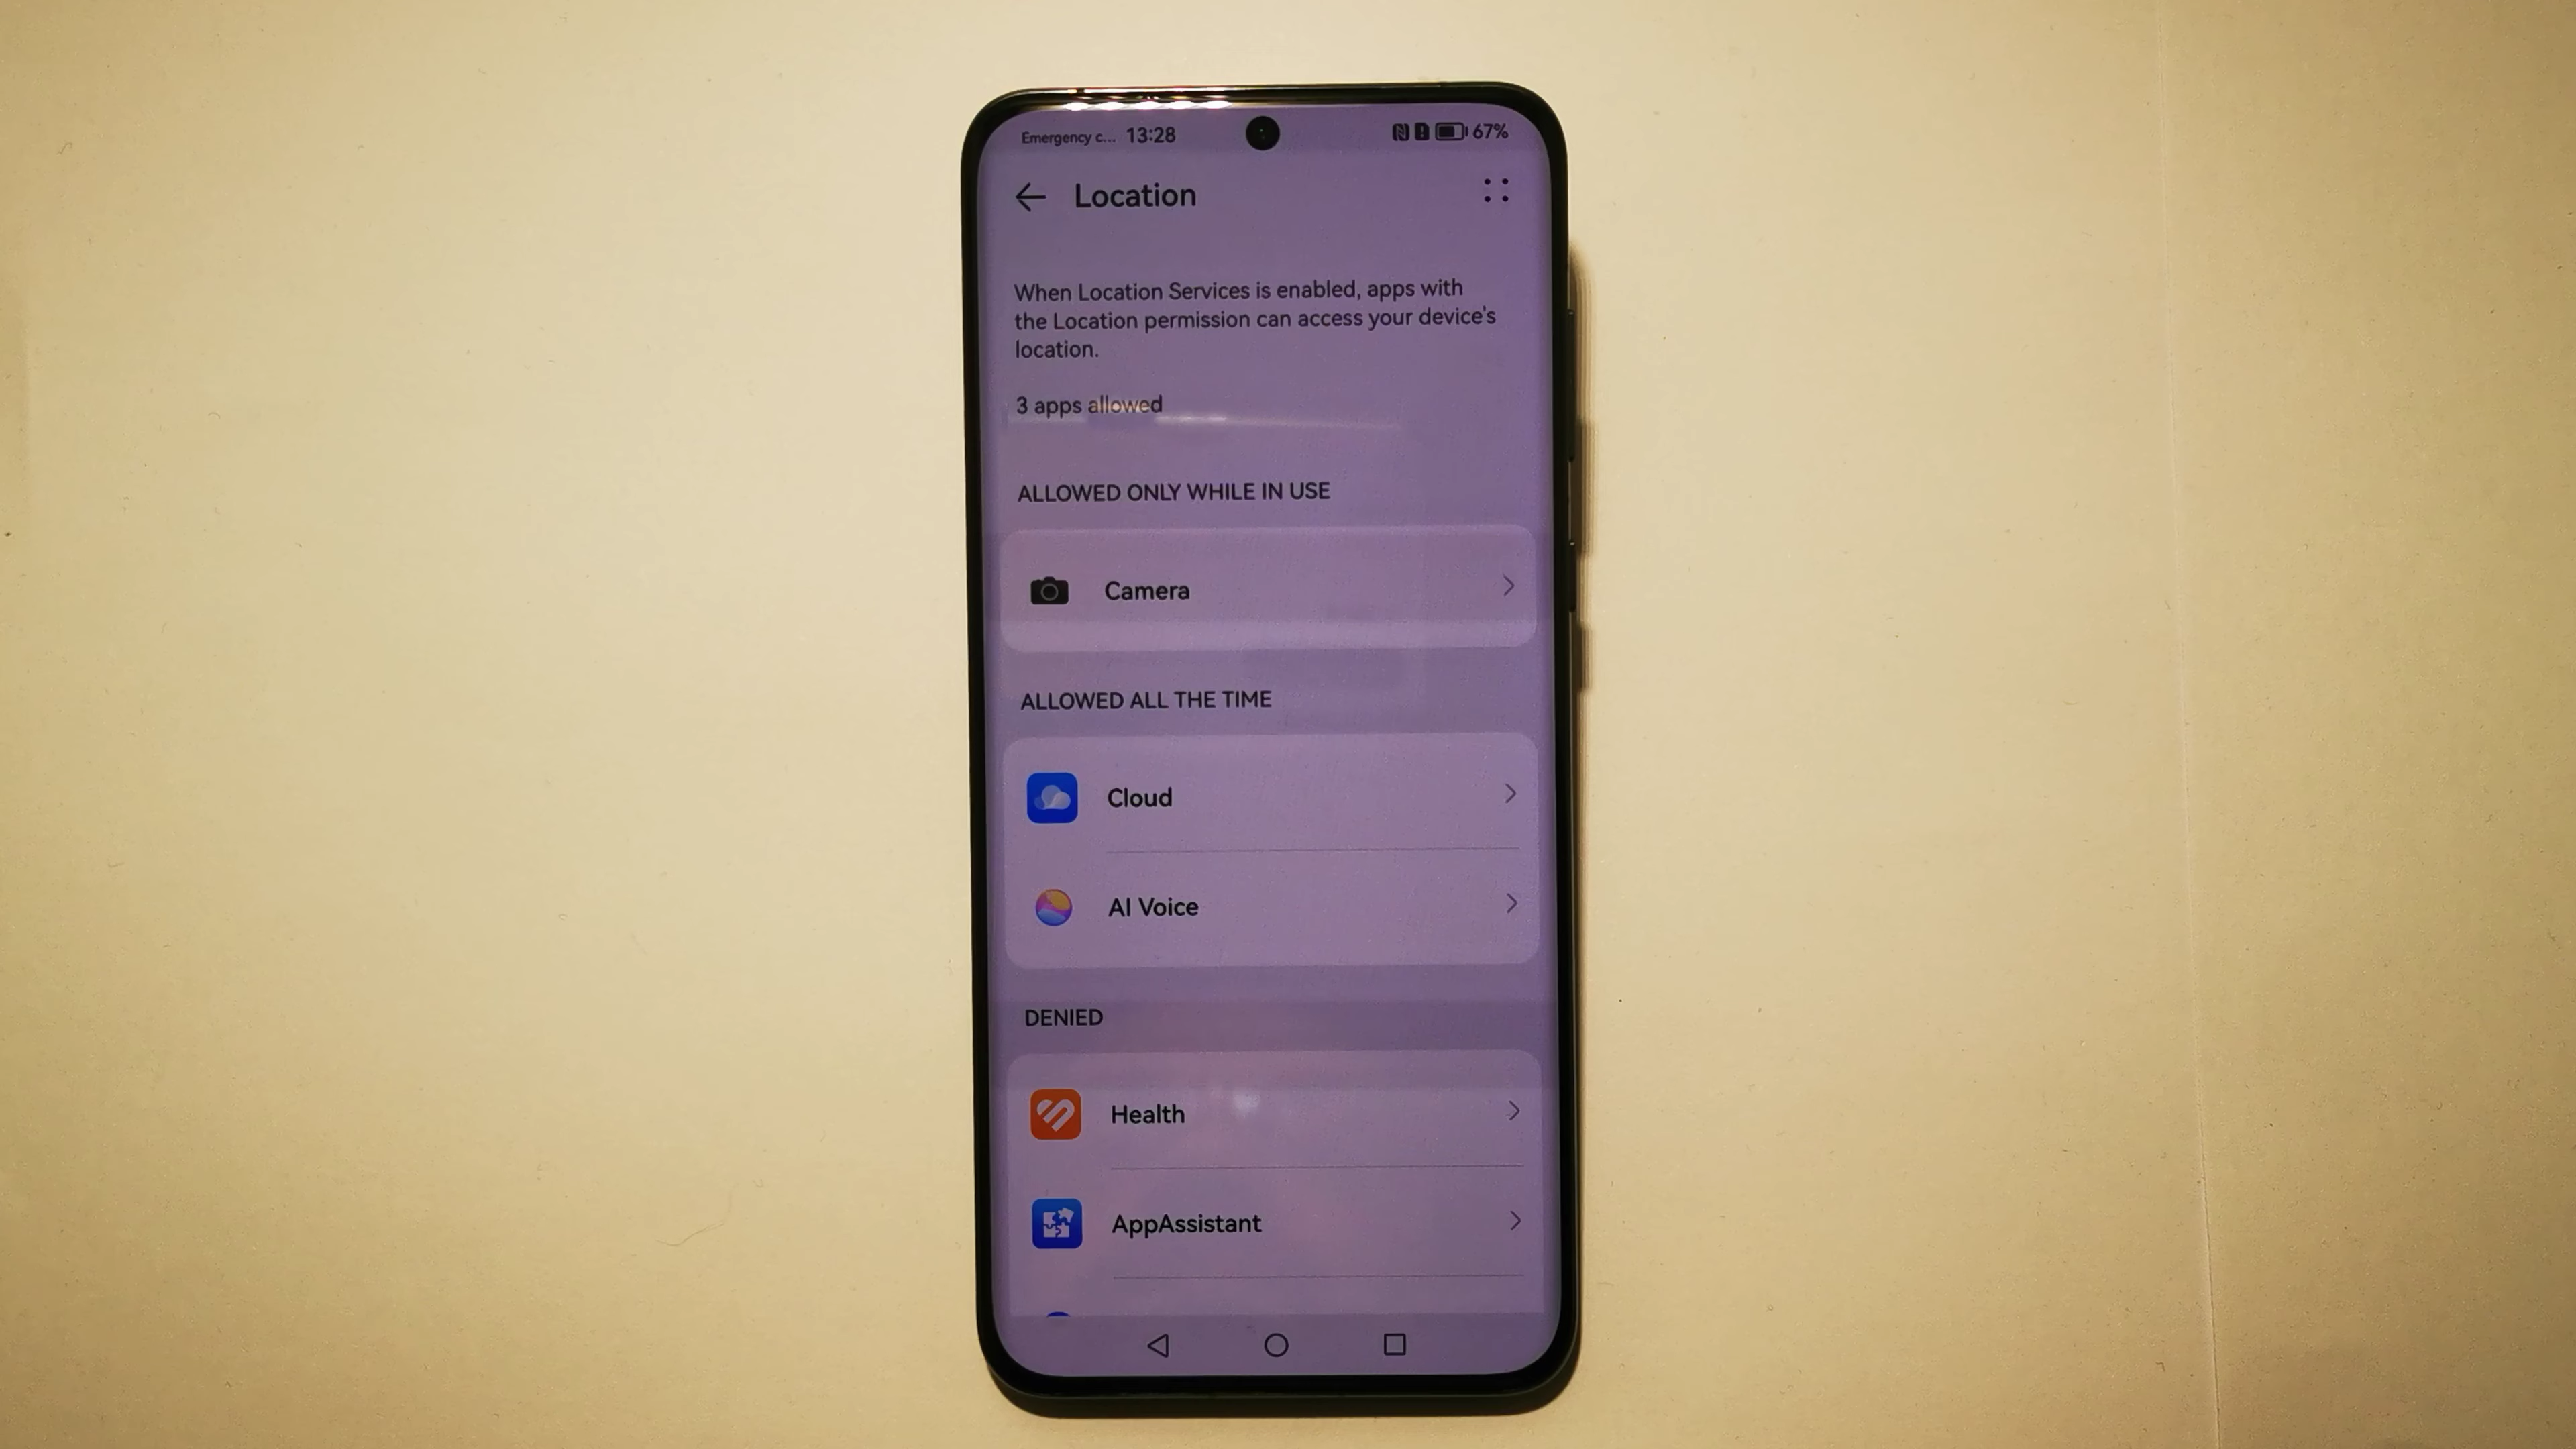 Emergency c... 13:28 67%
Location
When Location Services is enabled, apps with
the Location permission can access your device's
location.
3 apps allowed
ALLOWED ONLY WHILE IN USE
Camera
ALLOWED ALL THE TIME
Cloud
AI Voice
DENIED
Health
AppAssistant